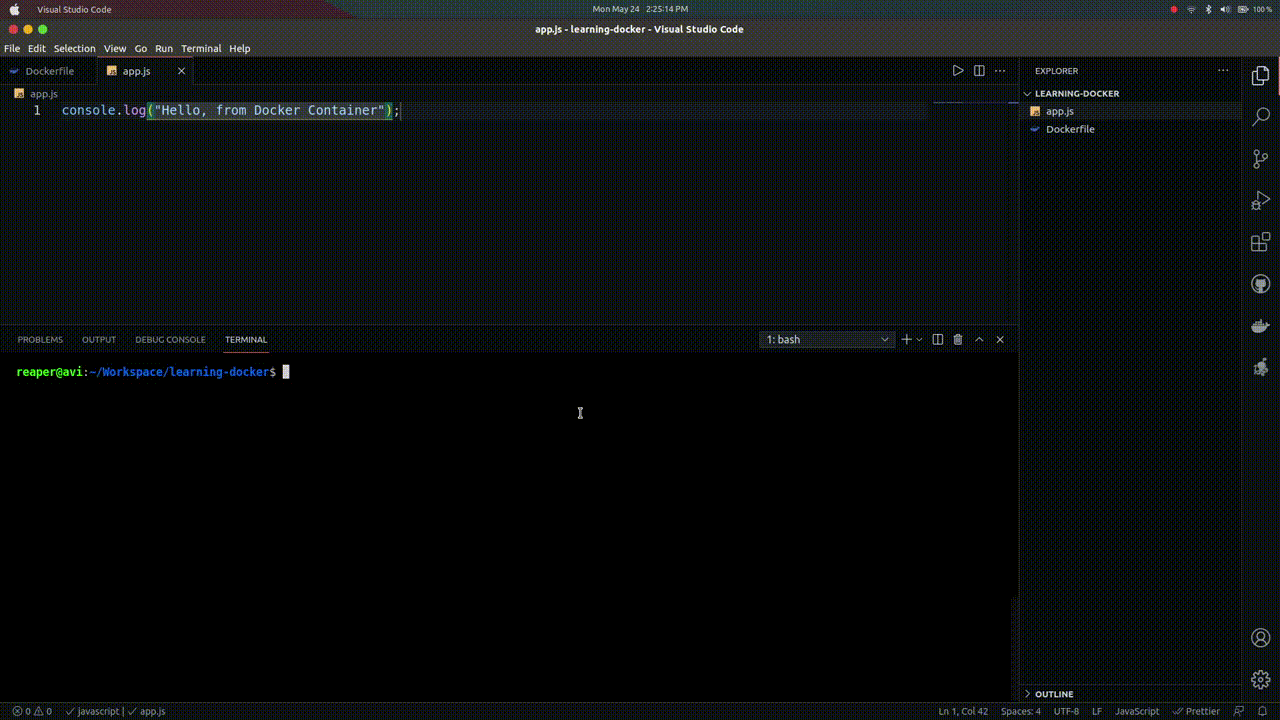 Visual Studio Code
Mon May 24 2:25:14 PM
100 %
app.js - learning-docker - Visual Studio Code
File Edit Selection View Go Run Terminal Help
Dockerfile
app.js
EXPLORER
app.js
LEARNING-DOCKER
1 console.log("Hello, from Docker Container");
app.js
Dockerfile
PROBLEMS OUTPUT DEBUG CONSOLE TERMINAL
1: bash
reaper@avi:~/Workspace/learning-docker$
OUTLINE
0 0 javascript | app.js
Ln 1, Col 42 Spaces: 4 UTF-8 LF JavaScript Prettier